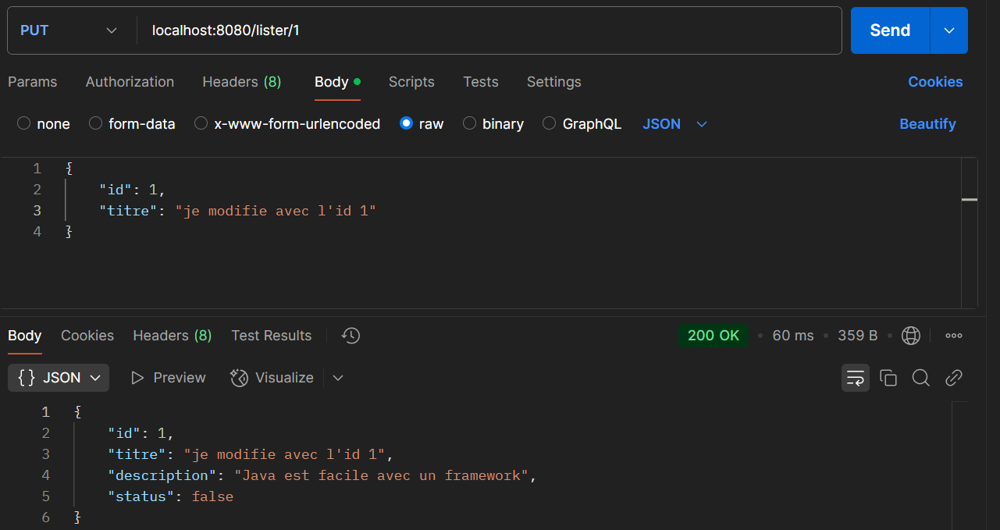 PUT localhost:8080/lister/1 Send
Params Authorization Headers (8) Body Scripts Tests Settings Cookies
none form-data x-www-form-urlencoded raw binary GraphQL JSON Beautify
1 {
2 "id": 1,
3 "titre": "je modifie avec l'id 1"
4 }
Body Cookies Headers (8) Test Results 200 OK • 60 ms • 359 B •
{} JSON Preview Visualize
1 {
2 "id": 1,
3 "titre": "je modifie avec l'id 1",
4 "description": "Java est facile avec un framework",
5 "status": false
6 }